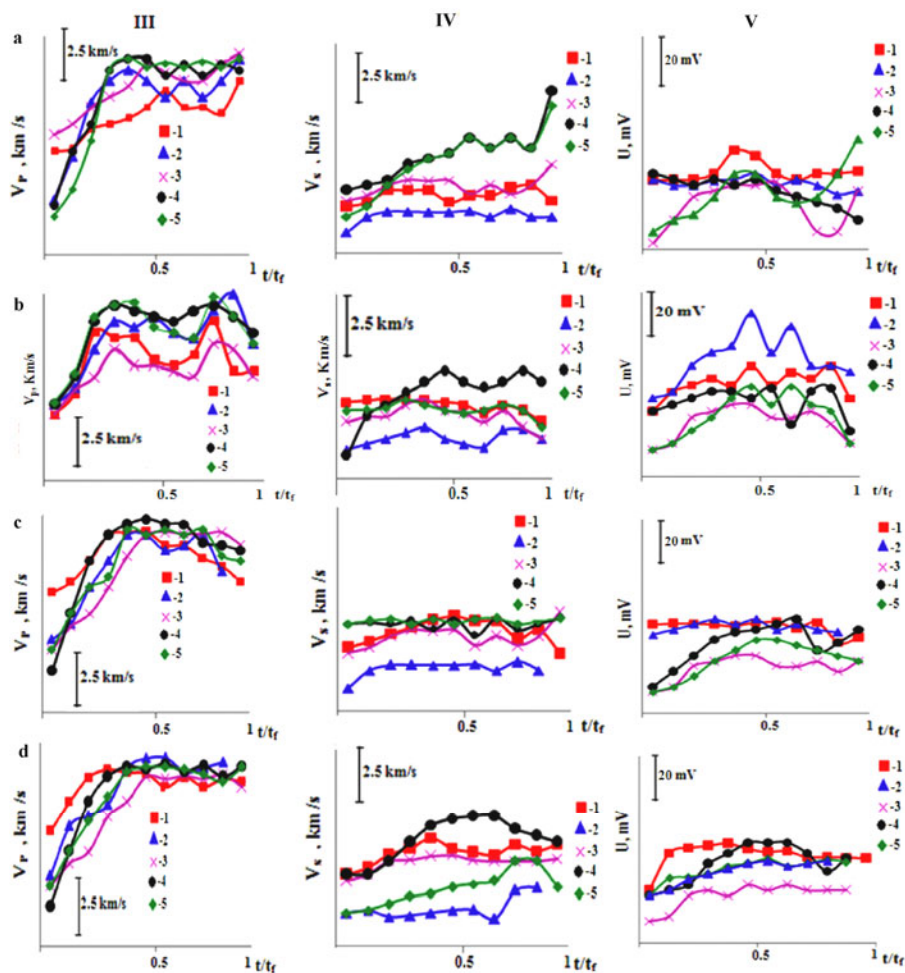 III IV V
a
2.5 km/s
V_P, km /s
-1
-2
-3
-4
-5
0.5
1
t/t_f
2.5 km/s
V_s, km/s
-1
-2
-3
-4
-5
0.5
1
t/t_f
20 mV
U, mV
-1
-2
-3
-4
-5
0.5
1
t/t_f
b
V_p, Km/s
2.5 km/s
-1
-2
-3
-4
-5
0.5
1
t/t_f
2.5 km/s
V_s, Km/s
-1
-2
-3
-4
-5
0.5
1
t/t_f
20 mV
U, mV
-1
-2
-3
-4
-5
0.5
1
t/t_f
c
V_P, km /s
2.5 km/s
-1
-2
-3
-4
-5
0.5
1
t/t_f
V_s, km/s
2.5 km/s
-1
-2
-3
-4
-5
0.5
1
t/t_f
20 mV
U, mV
-1
-2
-3
-4
-5
0.5
1
t/t_f
d
V_P, km /s
2.5 km/s
-1
-2
-3
-4
-5
0.5
1
t/t_f
2.5 km/s
V_s, km/s
-1
-2
-3
-4
-5
0.5
1
t/t_f
20 mV
U, mV
-1
-2
-3
-4
-5
0.5
1
t/t_f